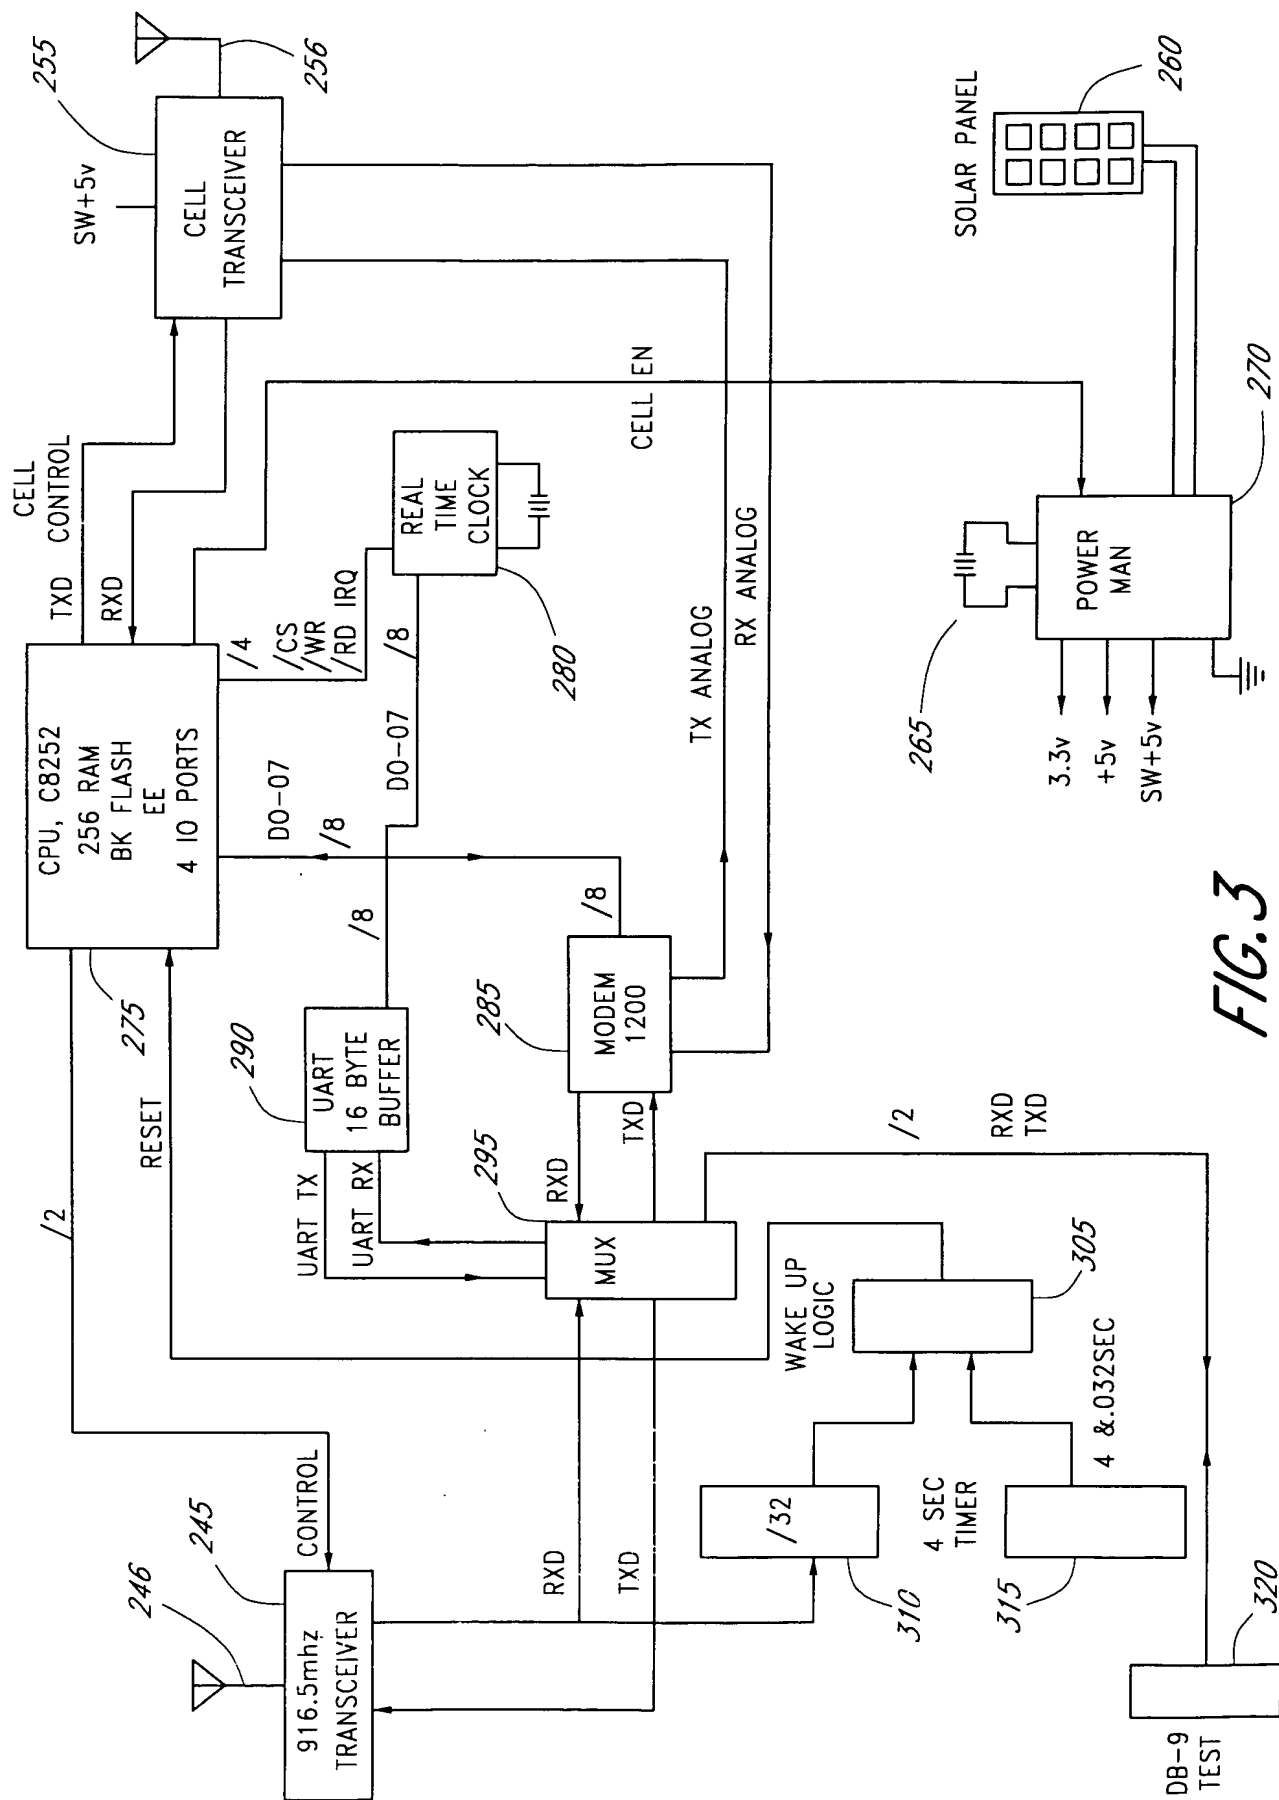 246
245
916.5mhz
TRANSCEIVER
CONTROL
/2
275
CPU, C8252
256 RAM
BK FLASH
EE
4 IO PORTS
RESET
TXD
RXD
CELL
CONTROL
SW+5v
255
CELL
TRANSCEIVER
256
290
UART
16 BYTE
BUFFER
UART TX
UART RX
/8
DO-07
/8
DO-07
/8
/4
/CS
/WR
/RD IRQ
REAL
TIME
CLOCK
280
295
MUX
RXD
TXD
285
MODEM
1200
/8
TX ANALOG
RX ANALOG
CELL EN
RXD
TXD
/32
310
4 SEC
TIMER
315
4 &.032SEC
WAKE UP
LOGIC
305
/2
RXD
TXD
DB-9
TEST
320
265
3.3v
+5v
SW+5v
POWER
MAN
270
SOLAR PANEL
260
FIG.3